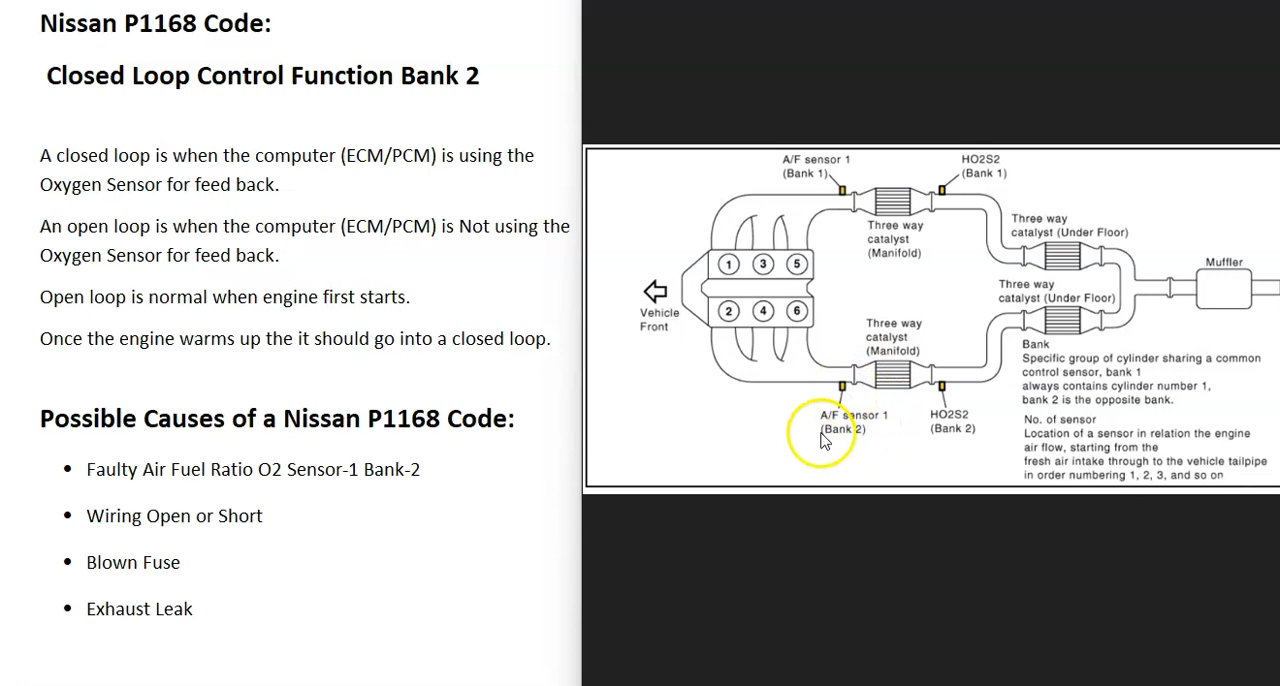 Nissan P1168 Code:
Closed Loop Control Function Bank 2
A closed loop is when the computer (ECM/PCM) is using the
Oxygen Sensor for feed back.
An open loop is when the computer (ECM/PCM) is Not using the
Oxygen Sensor for feed back.
Open loop is normal when engine first starts.
Once the engine warms up the it should go into a closed loop.
Possible Causes of a Nissan P1168 Code:
• Faulty Air Fuel Ratio O2 Sensor-1 Bank-2
• Wiring Open or Short
• Blown Fuse
• Exhaust Leak
A/F sensor 1
(Bank 1)
HO2S2
(Bank 1)
Three way
catalyst
(Manifold)
Three way
catalyst (Under Floor)
1 3 5
2 4 6
Vehicle
Front
Muffler
Three way
catalyst (Under Floor)
Three way
catalyst
(Manifold)
A/F sensor 1
(Bank 2)
HO2S2
(Bank 2)
Bank
Specific group of cylinder sharing a common
control sensor, bank 1
always contains cylinder number 1,
bank 2 is the opposite bank.
No. of sensor
Location of a sensor in relation the engine
air flow, starting from the
fresh air intake through to the vehicle tailpipe
in order numbering 1, 2, 3, and so on